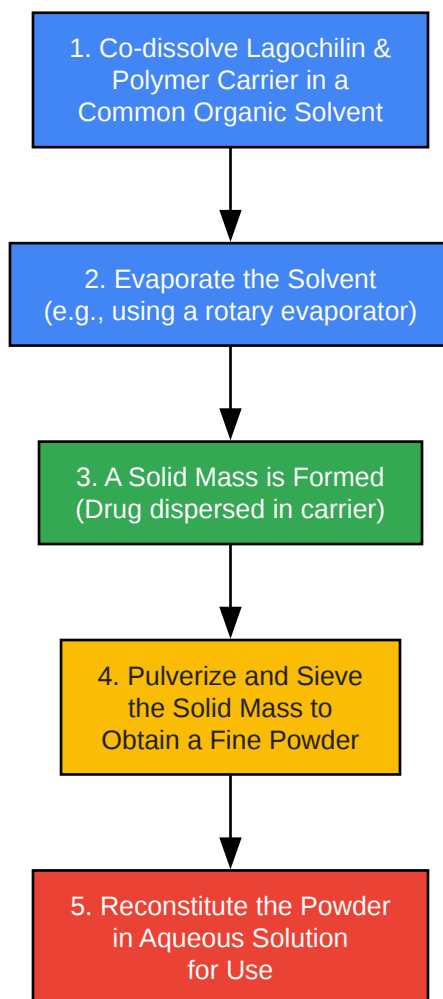 1. Co-dissolve Lagochilin &
Polymer Carrier in a
Common Organic Solvent
2. Evaporate the Solvent
(e.g., using a rotary evaporator)
3. A Solid Mass is Formed
(Drug dispersed in carrier)
4. Pulverize and Sieve
the Solid Mass to
Obtain a Fine Powder
5. Reconstitute the Powder
in Aqueous Solution
for Use